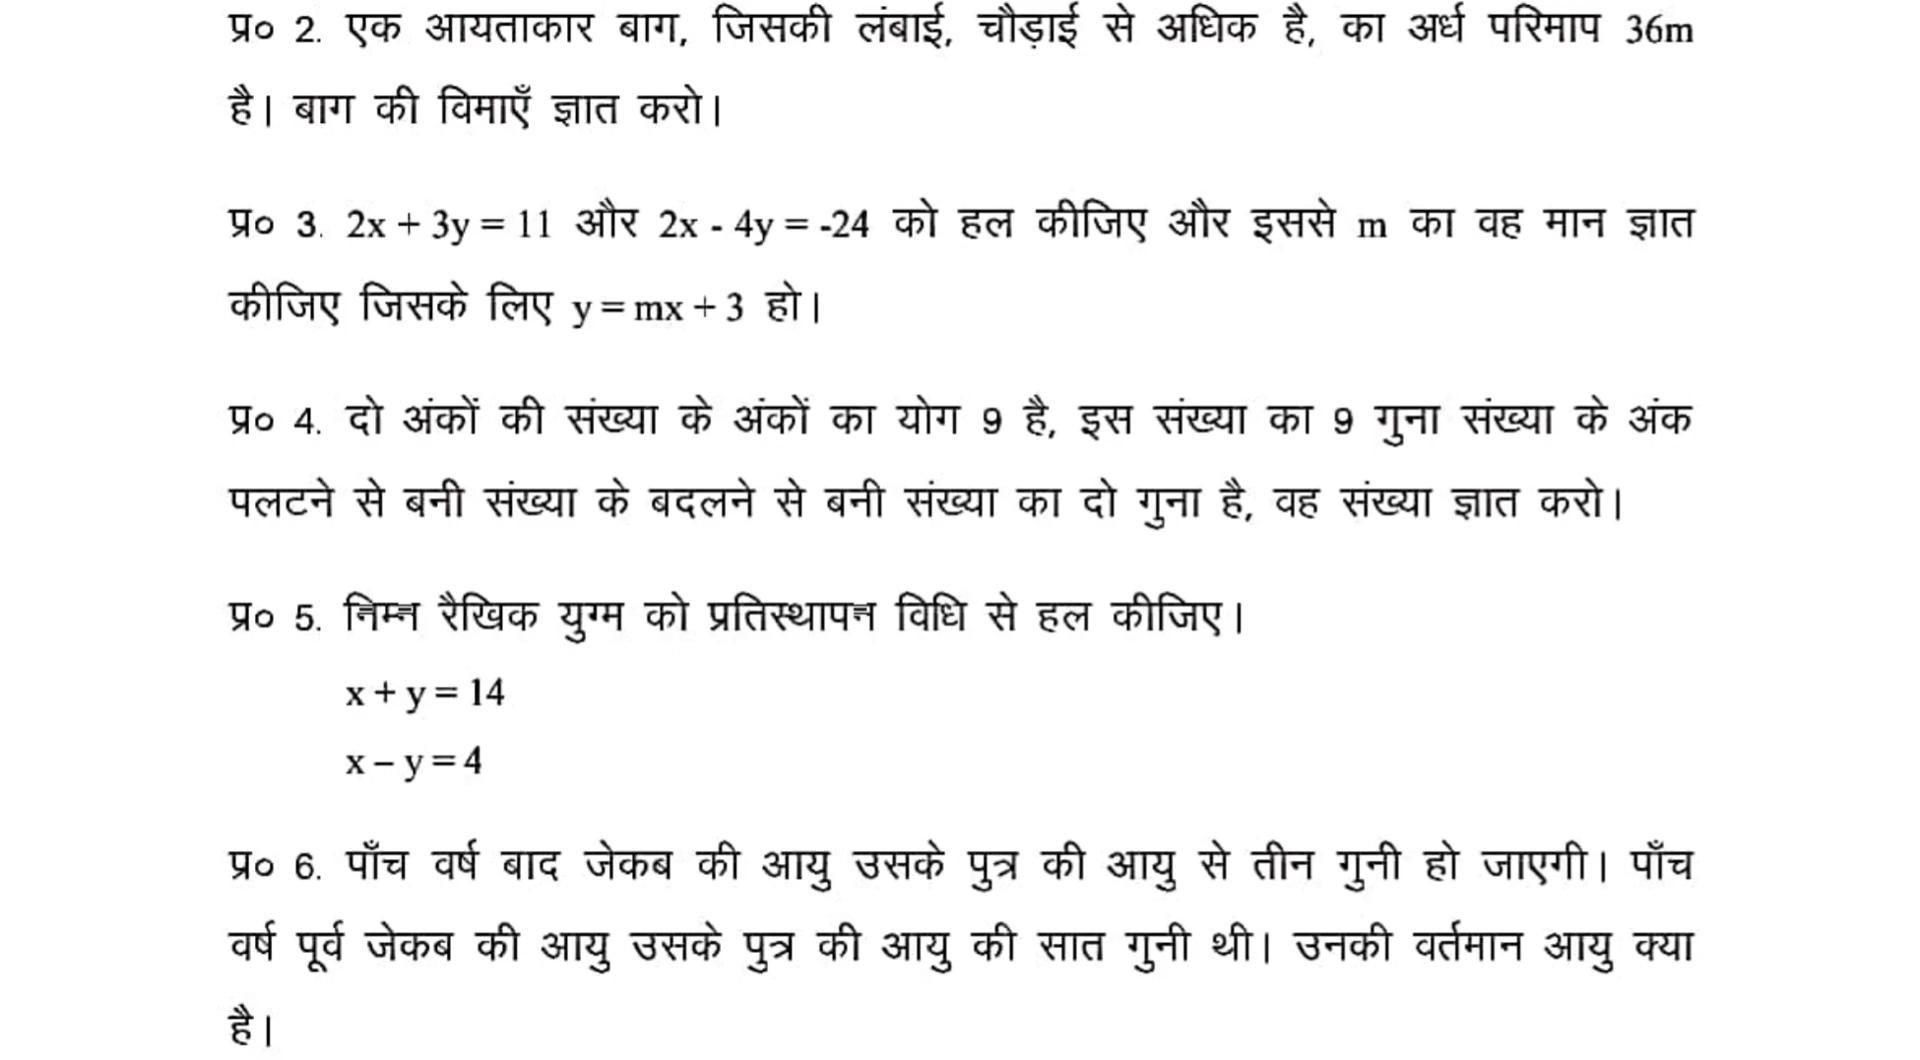 प्र० 2. एक आयताकार बाग, जिसकी लंबाई, चौड़ाई से अधिक है, का अर्ध परिमाप 36m
है। बाग की विमाएँ ज्ञात करो।
प्र० 3. 2x + 3y = 11 और 2x - 4y = -24 को हल कीजिए और इससे m का वह मान ज्ञात
कीजिए जिसके लिए y = mx + 3 हो।
प्र० 4. दो अंकों की संख्या के अंकों का योग 9 है, इस संख्या का 9 गुना संख्या के अंक
पलटने से बनी संख्या के बदलने से बनी संख्या का दो गुना है, वह संख्या ज्ञात करो।
प्र० 5. निम्न रैखिक युग्म को प्रतिस्थापन विधि से हल कीजिए।
x + y = 14
x – y = 4
प्र० 6. पाँच वर्ष बाद जेकब की आयु उसके पुत्र की आयु से तीन गुनी हो जाएगी। पाँच
वर्ष पूर्व जेकब की आयु उसके पुत्र की आयु की सात गुनी थी। उनकी वर्तमान आयु क्या
है।